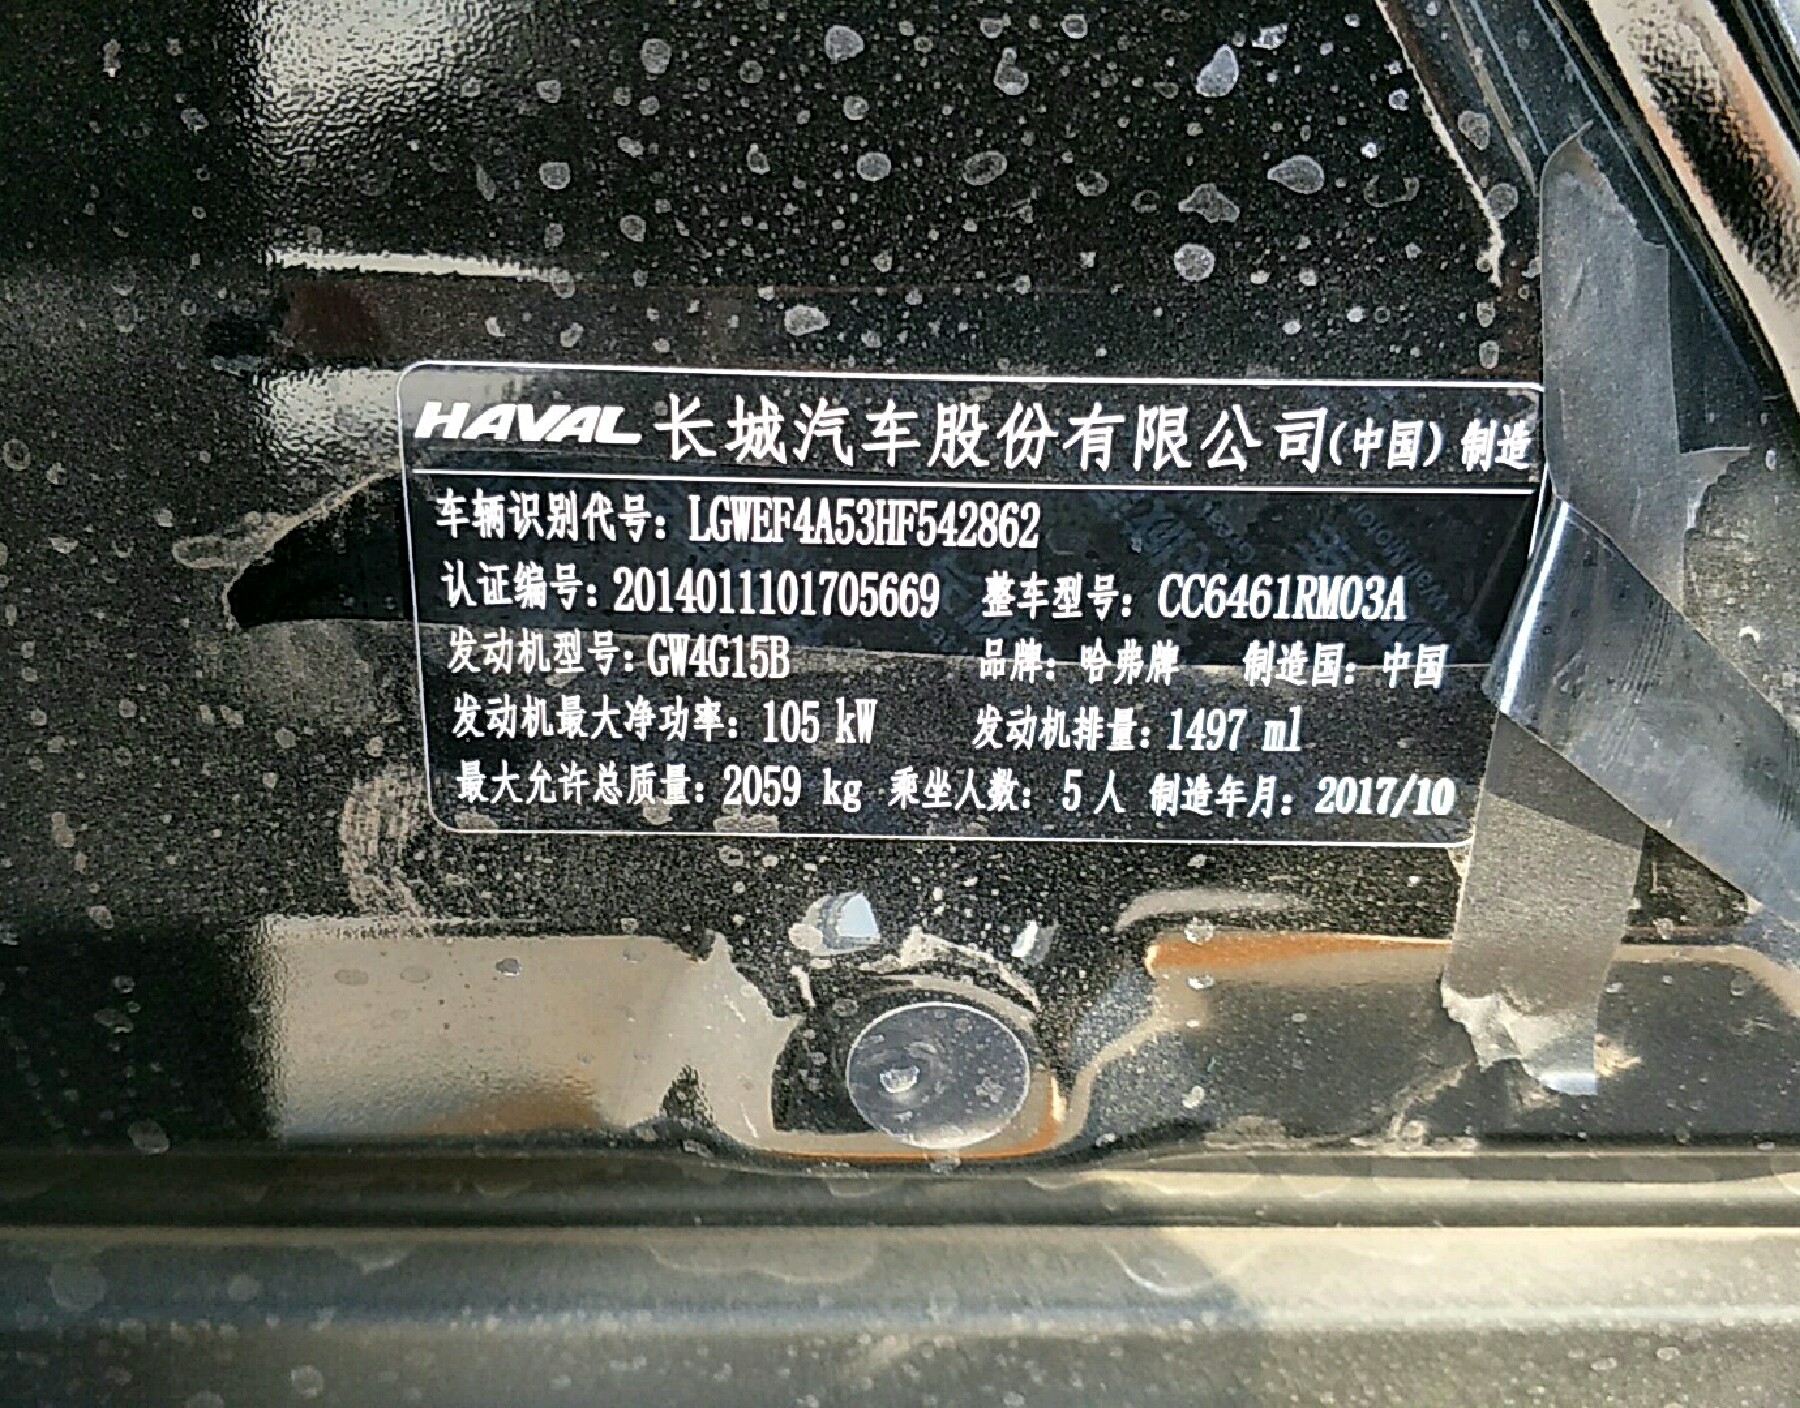 HAVAL 长城汽车股份有限公司(中国)制造
车辆识别代号：LGWEF4A53HF542862
认证编号：2014011101705669 整车型号：CC6461RM03A
发动机型号：GW4G15B 品牌：哈弗牌 制造国：中国
发动机最大净功率：105 kW 发动机排量：1497 ml
最大允许总质量：2059 kg 乘坐人数：5人 制造年月：2017/10